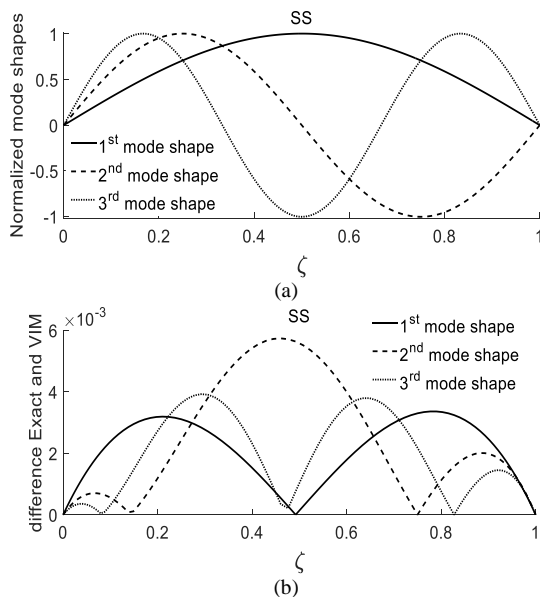 SS
Normalized mode shapes
1
0.5
0
-0.5
-1
1st mode shape
2nd mode shape
3rd mode shape
0 0.2 0.4 0.6 0.8 1
ζ
(a)
SS
×10-3
difference Exact and VIM
6
4
2
0
1st mode shape
2nd mode shape
3rd mode shape
0 0.2 0.4 0.6 0.8 1
ζ
(b)